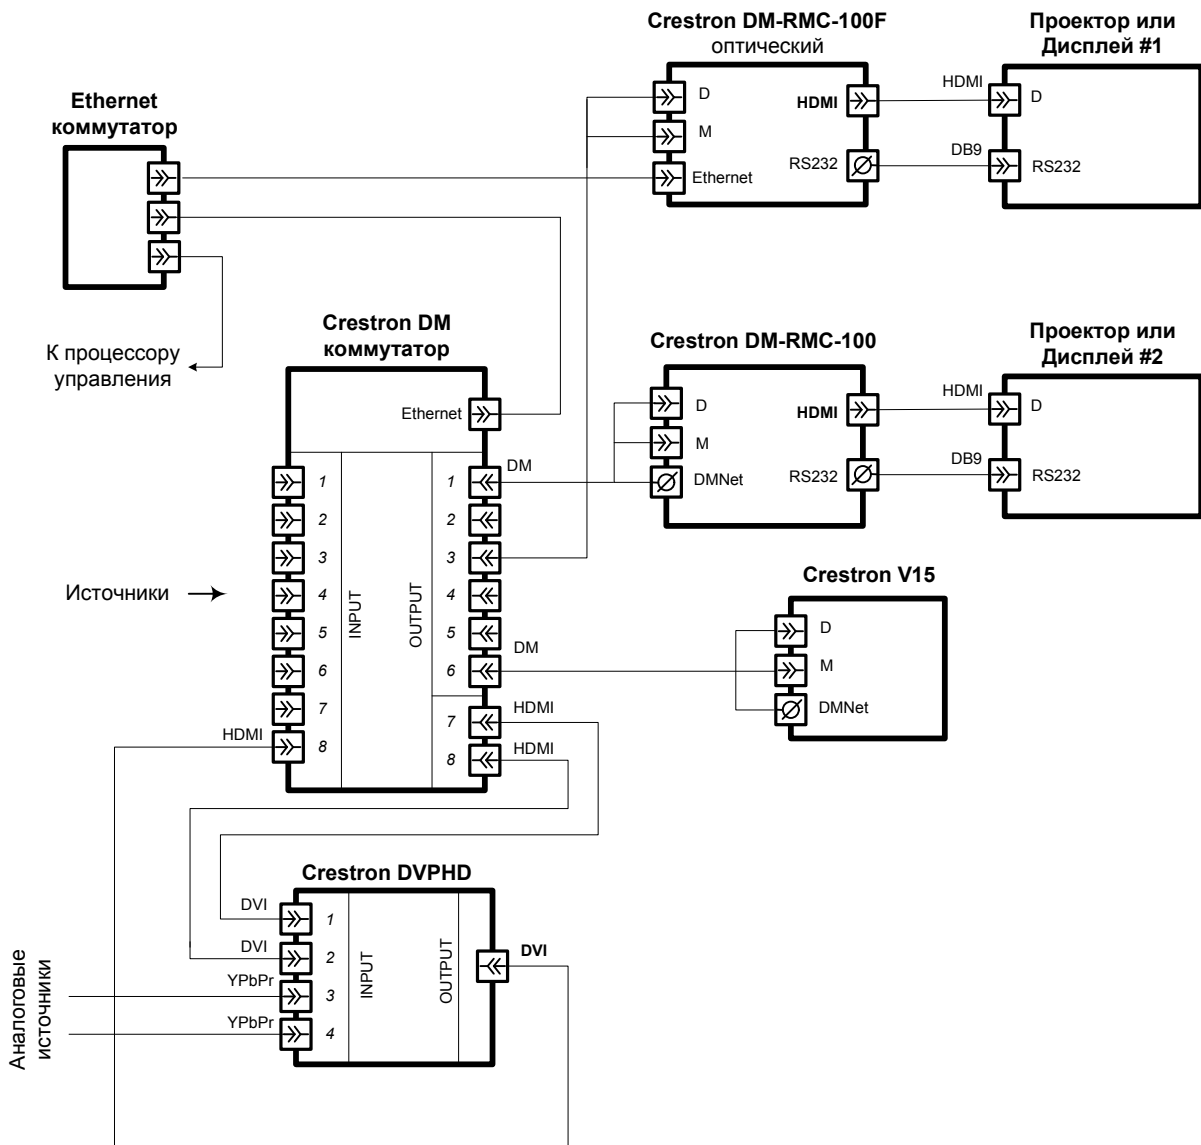 Crestron DM-RMC-100F
оптический
D
M
Ethernet
HDMI
RS232
HDMI
DB9
Проектор или
Дисплей #1
D
RS232
Ethernet
коммутатор
К процессору
управления
Crestron DM
коммутатор
Ethernet
Источники
HDMI
1
2
3
4
5
6
7
8
INPUT
OUTPUT
1
2
3
4
5
6
7
8
DM
DM
HDMI
HDMI
Crestron DM-RMC-100
D
M
DMNet
HDMI
RS232
HDMI
DB9
Проектор или
Дисплей #2
D
RS232
Crestron V15
D
M
DMNet
Crestron DVPHD
DVI
DVI
YPbPr
YPbPr
1
2
3
4
INPUT
OUTPUT
DVI
Аналоговые
источники